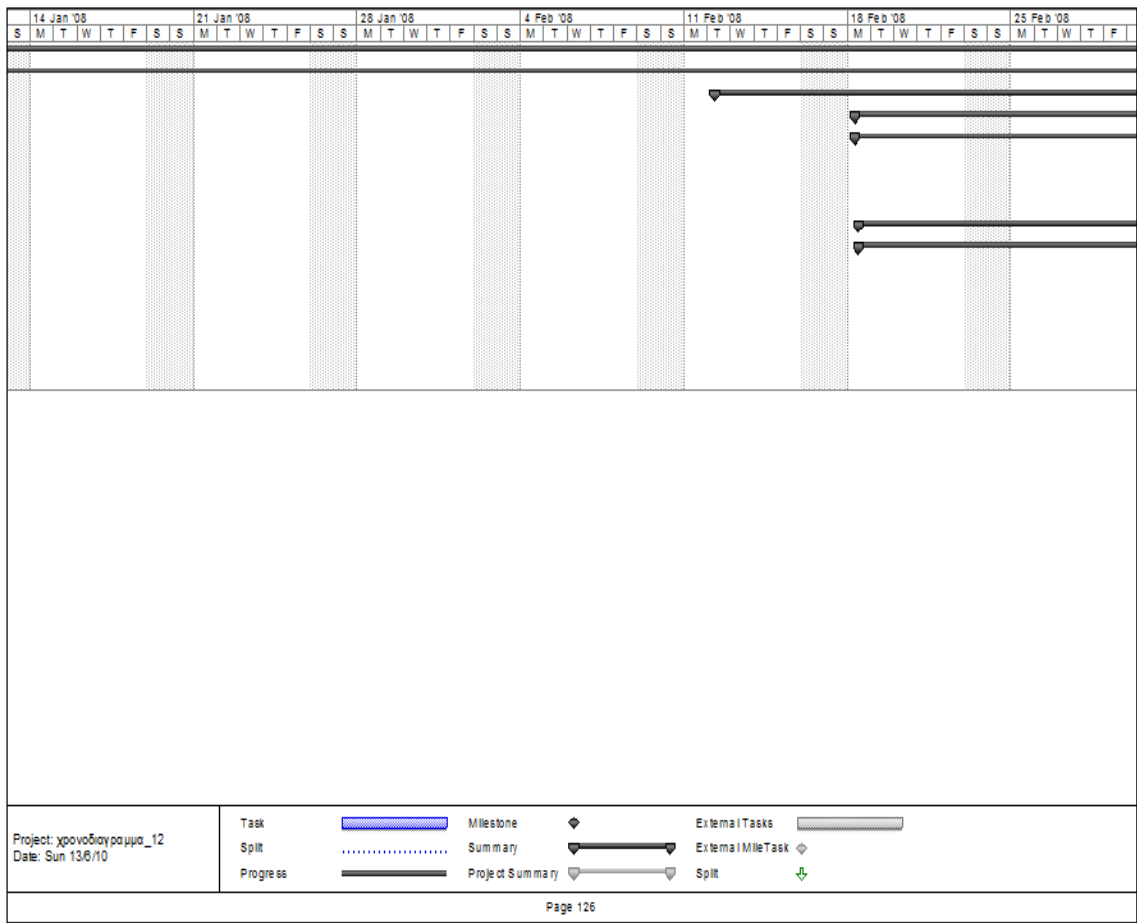 14 Jan '08 21 Jan '08 28 Jan '08 4 Feb '08 11 Feb '08 18 Feb '08 25 Feb '08
S M T W T F S S M T W T F S S M T W T F S S M T W T F S S M T W T F S S M T W T F S S M T W T F
Project: χρονοδιαγραμμα_12
Date: Sun 13/6/10
Task
Split
Progress
Milestone
Summary
Project Summary
External Tasks
External MileTask
Split
Page 126